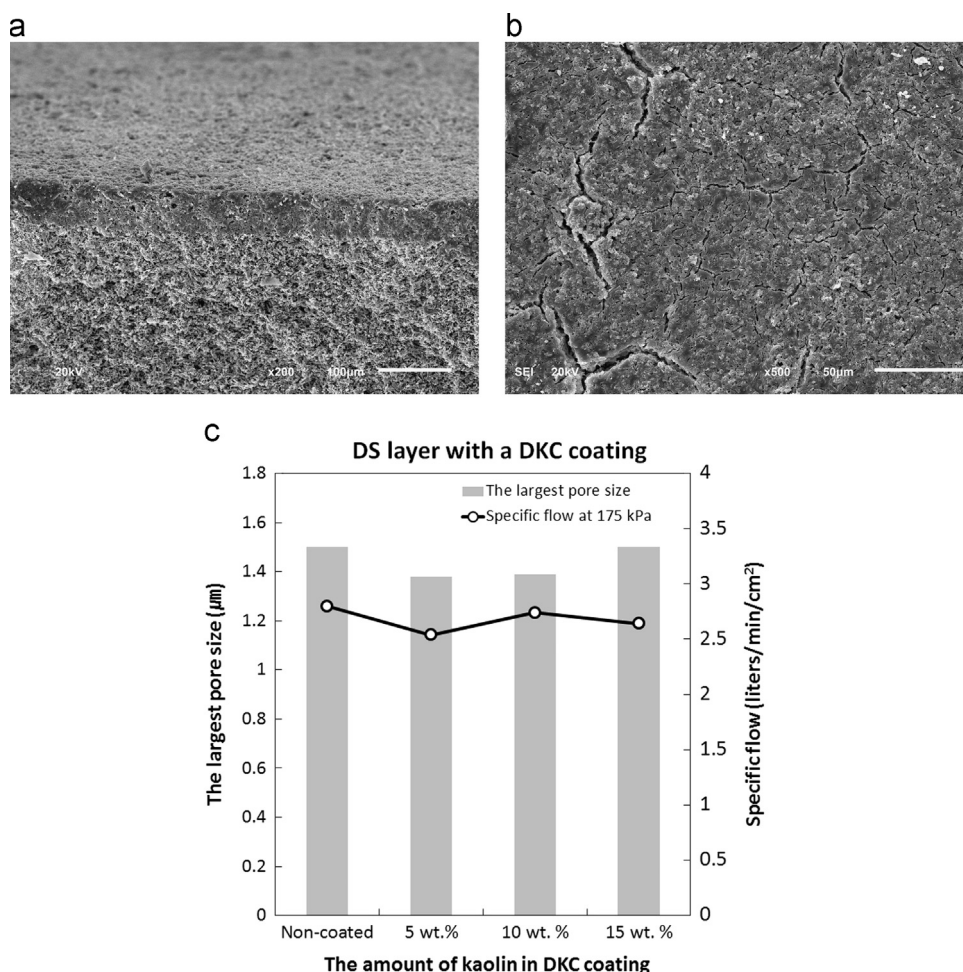 a
b
20kV x200 100μm
SEI 20kV x500 50μm
c
DS layer with a DKC coating
The largest pore size
Specific flow at 175 kPa
The largest pore size (㎛)
1.8
1.6
1.4
1.2
1
0.8
0.6
0.4
0.2
0
4
3.5
3
2.5
2
1.5
1
0.5
0
Specific flow (liters/min/cm²)
Non-coated 5 wt.% 10 wt. % 15 wt. %
The amount of kaolin in DKC coating